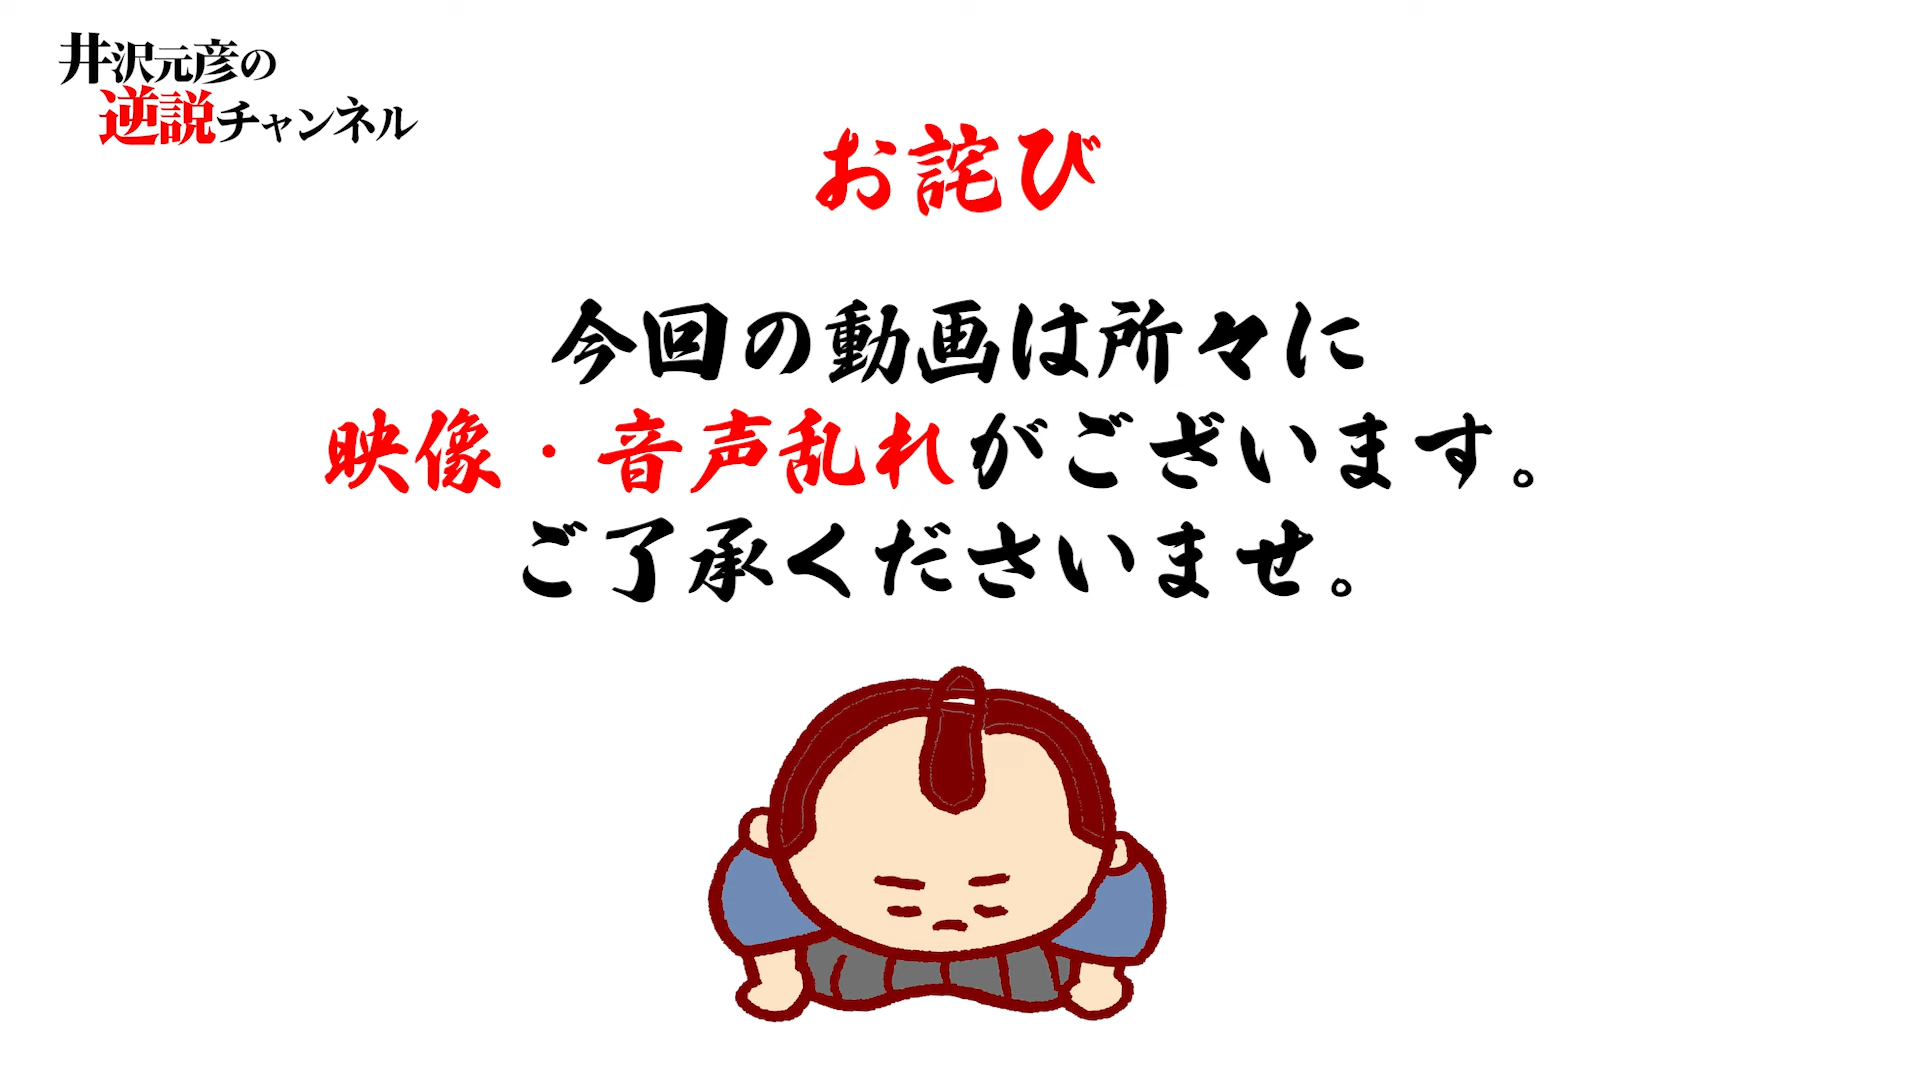 井沢元彦の
逆説チャンネル
お詫び
今回の動画は所々に
映像・音声乱れがございます。
ご了承くださいませ。